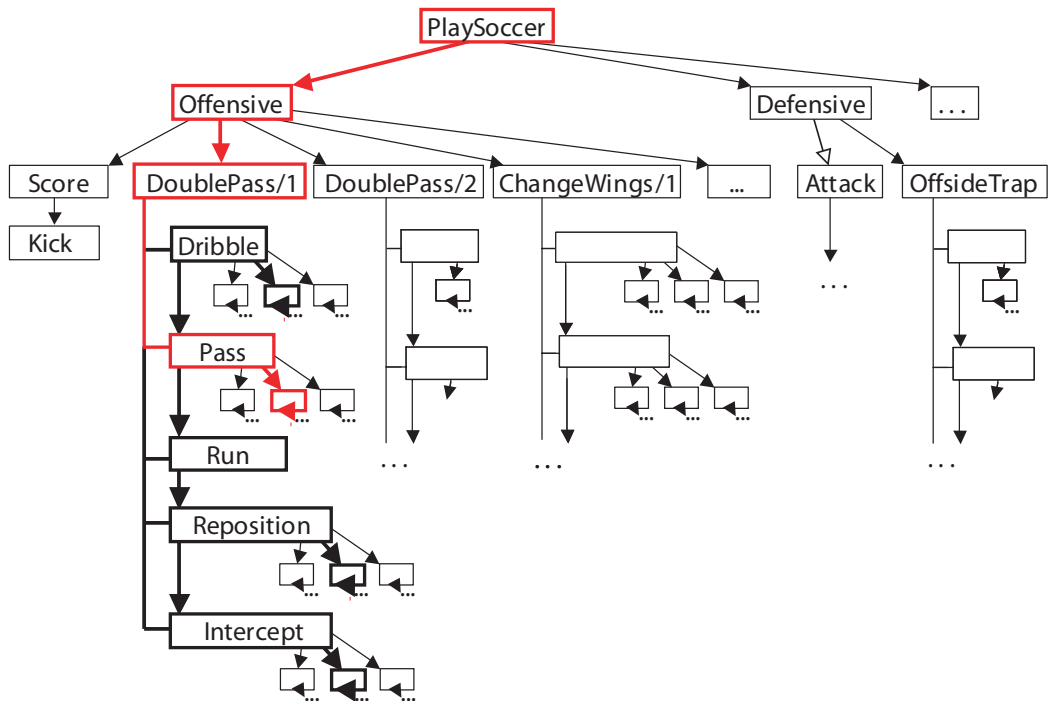 PlaySoccer
Offensive
Defensive
. . .
Score
DoublePass/1
DoublePass/2
ChangeWings/1
...
Attack
OffsideTrap
Kick
Dribble
...
...
...
. . .
...
...
...
...
...
Pass
...
...
...
...
...
...
Run
. . .
. . .
. . .
Reposition
...
...
...
Intercept
...
...
...